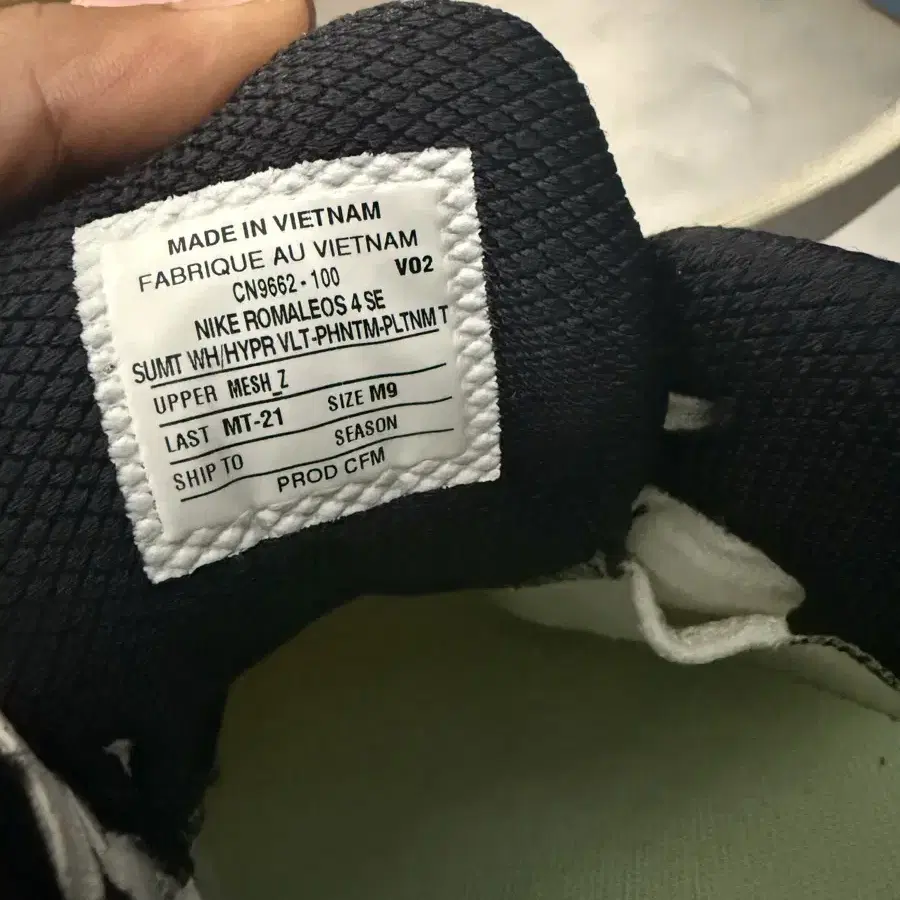 MADE IN VIETNAM
FABRIQUE AU VIETNAM
CN9662-100 V02
NIKE ROMALEOS 4 SE
SUMT WH/HYPR VLT-PHNTM-PLTNM T
UPPER MESH_Z
LAST MT-21 SIZE M9
SHIP TO SEASON
PROD CFM